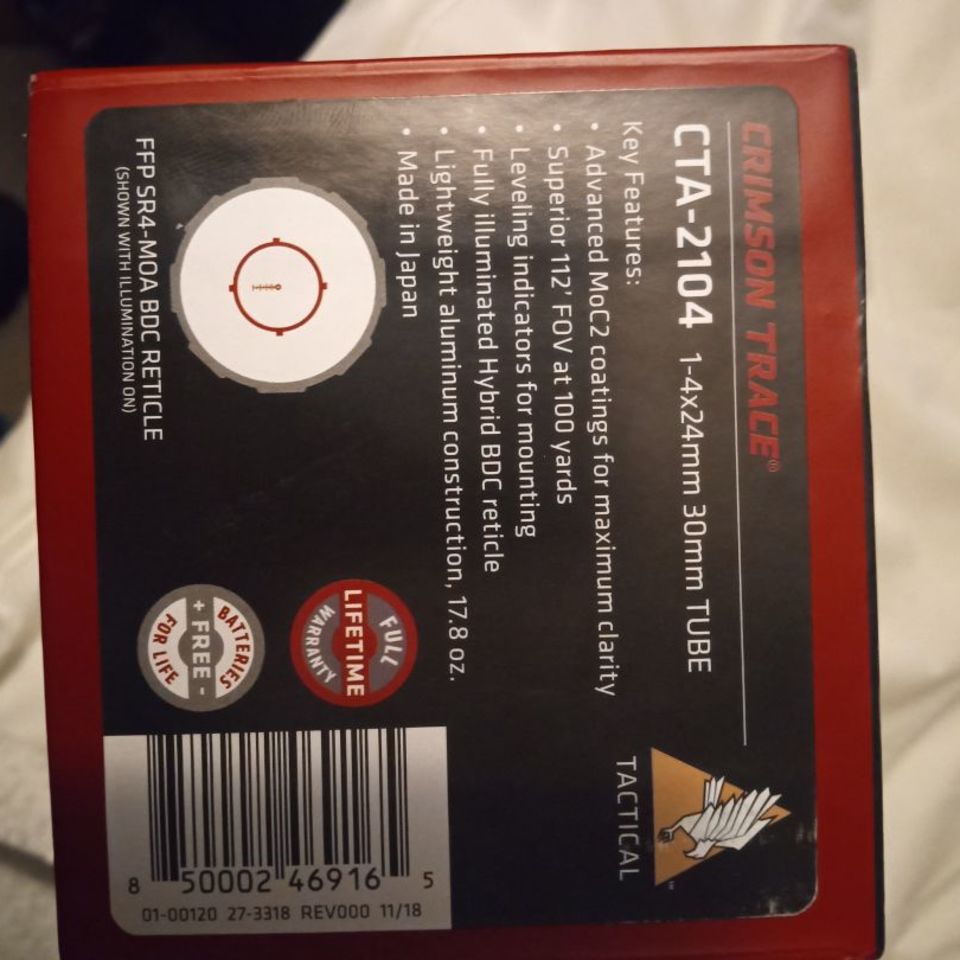 CRIMSON TRACE®
CTA-2104 1-4x24mm 30mm TUBE
Key Features:
• Advanced MoC2 coatings for maximum clarity
• Superior 112' FOV at 100 yards
• Leveling indicators for mounting
• Fully illuminated Hybrid BDC reticle
• Lightweight aluminum construction, 17.8 oz.
• Made in Japan
FFP SR4-MOA BDC RETICLE
(SHOWN WITH ILLUMINATION ON)
TACTICAL
™
FULL
LIFETIME
WARRANTY
BATTERIES
+ FREE -
FOR LIFE
8 50002 46916 5
01-00120 27-3318 REV000 11/18